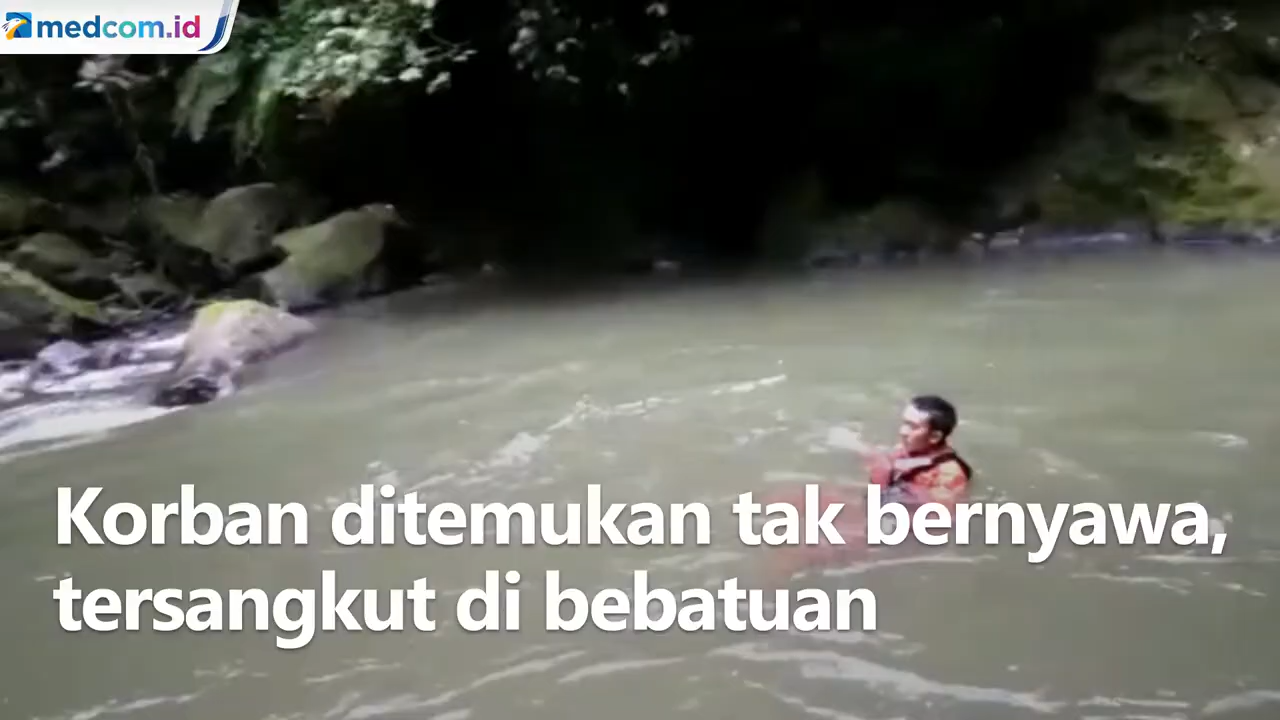 medcom.id
Korban ditemukan tak bernyawa,
tersangkut di bebatuan